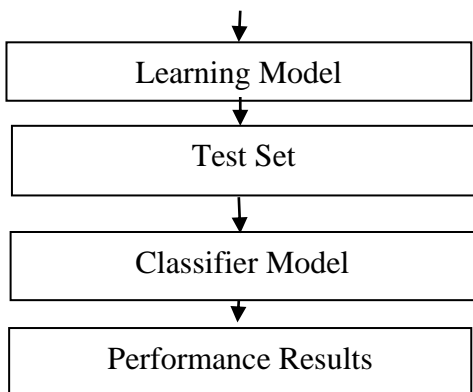 Learning Model
Test Set
Classifier Model
Performance Results